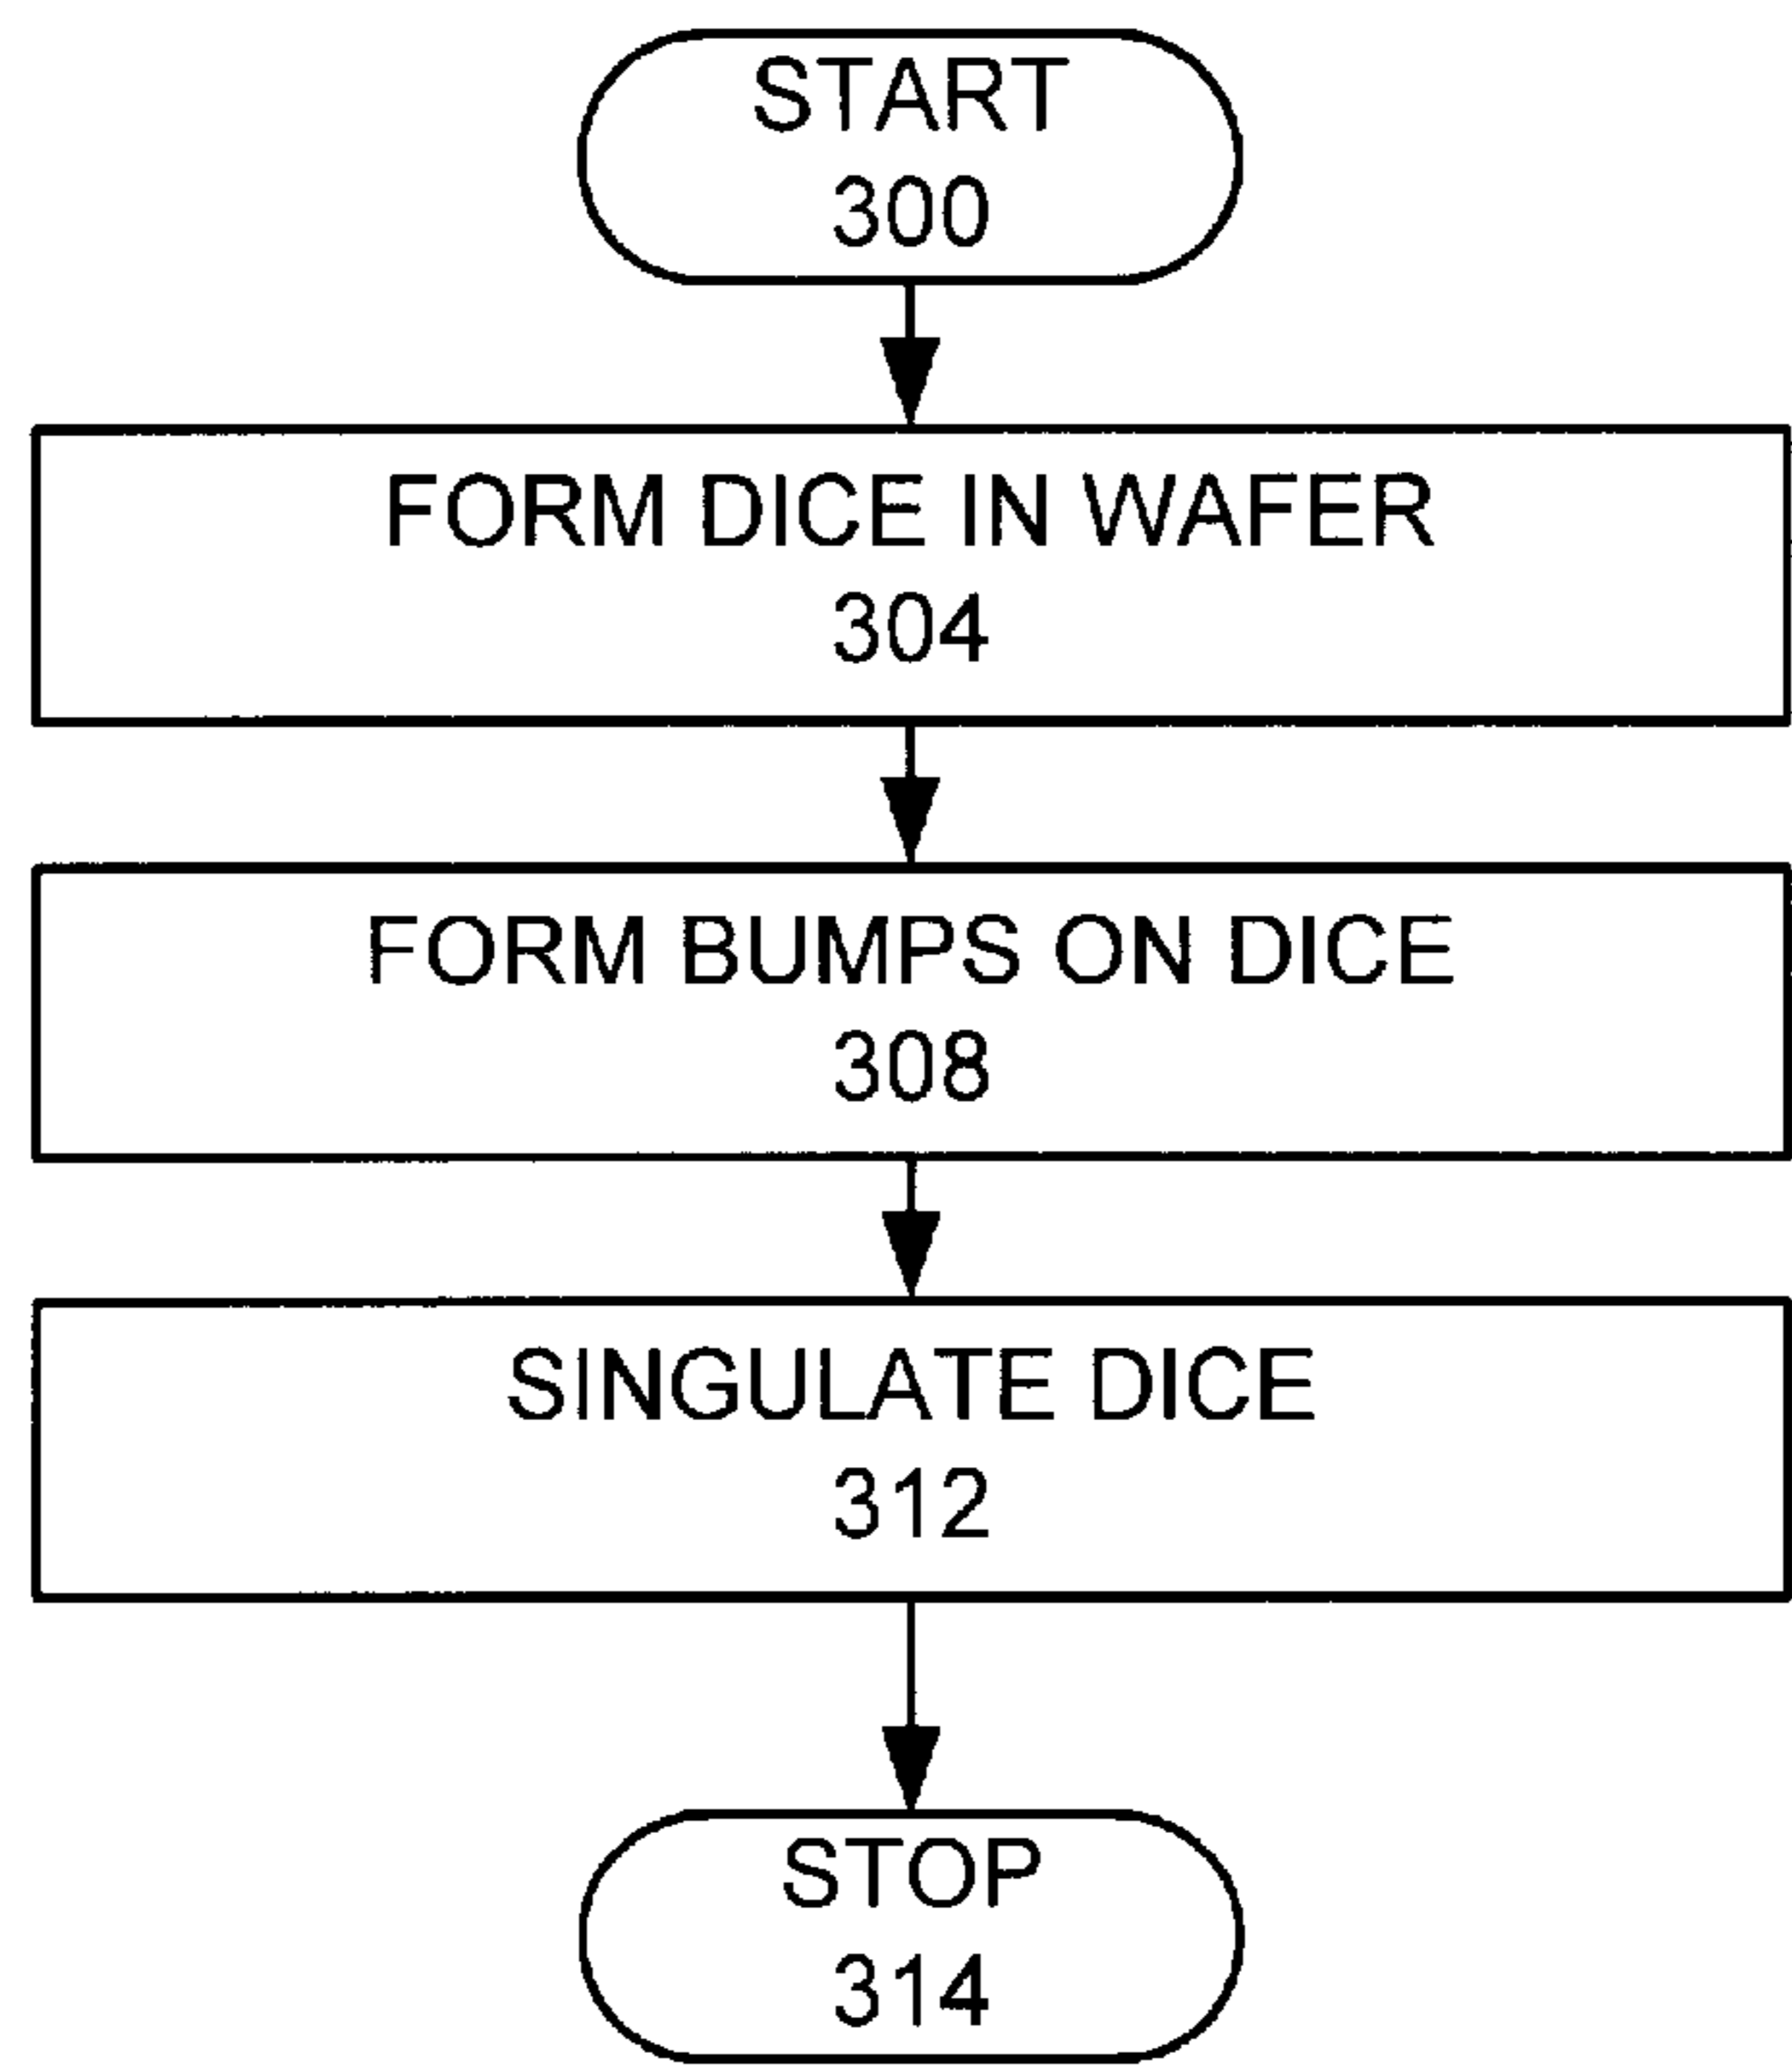 START
300
FORM DICE IN WAFER
304
FORM BUMPS ON DICE
308
SINGULATE DICE
312
STOP
314